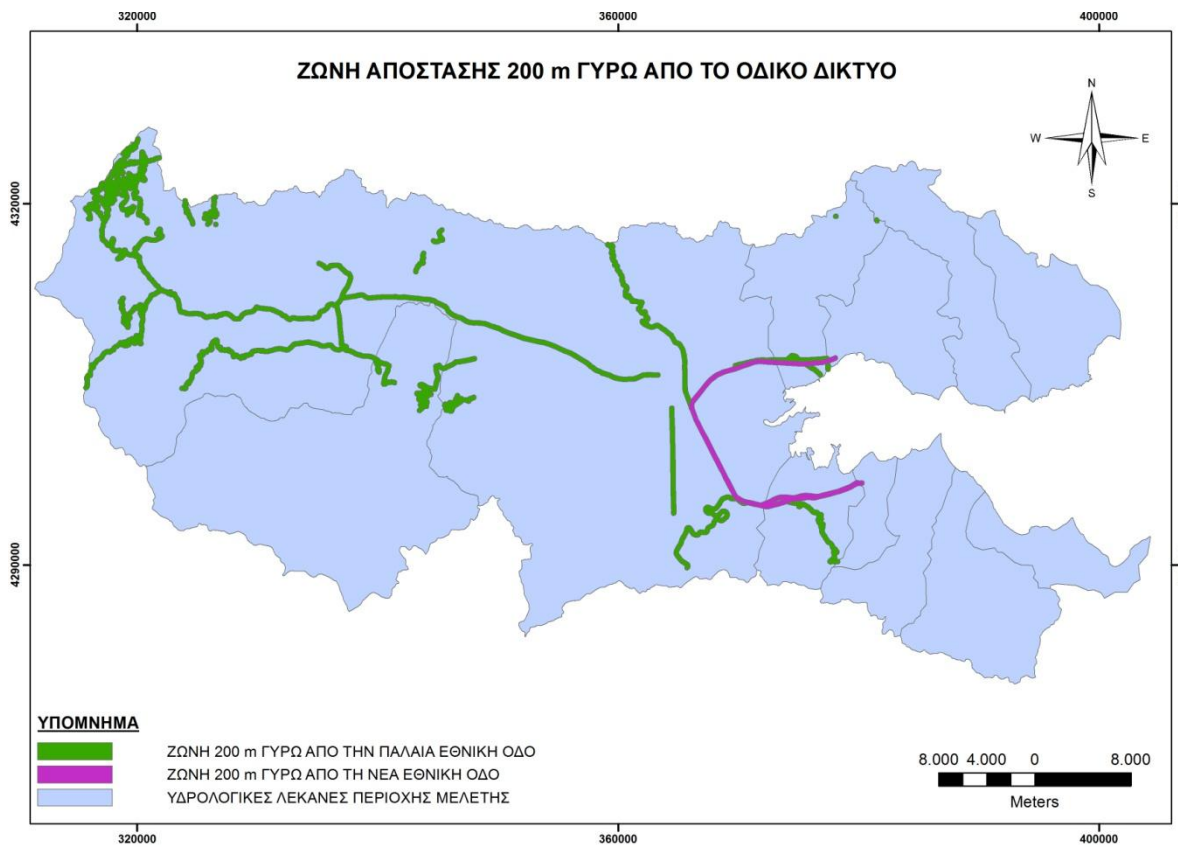 320000 360000 400000
ΖΩΝΗ ΑΠΟΣΤΑΣΗΣ 200 m ΓΥΡΩ ΑΠΟ ΤΟ ΟΔΙΚΟ ΔΙΚΤΥΟ
N
W E
S
4320000 4320000
4290000 4290000
ΥΠΟΜΝΗΜΑ
ΖΩΝΗ 200 m ΓΥΡΩ ΑΠΟ ΤΗΝ ΠΑΛΑΙΑ ΕΘΝΙΚΗ ΟΔΟ
ΖΩΝΗ 200 m ΓΥΡΩ ΑΠΟ ΤΗ ΝΕΑ ΕΘΝΙΚΗ ΟΔΟ
ΥΔΡΟΛΟΓΙΚΕΣ ΛΕΚΑΝΕΣ ΠΕΡΙΟΧΗΣ ΜΕΛΕΤΗΣ
8.000 4.000 0 8.000
Meters
320000 360000 400000